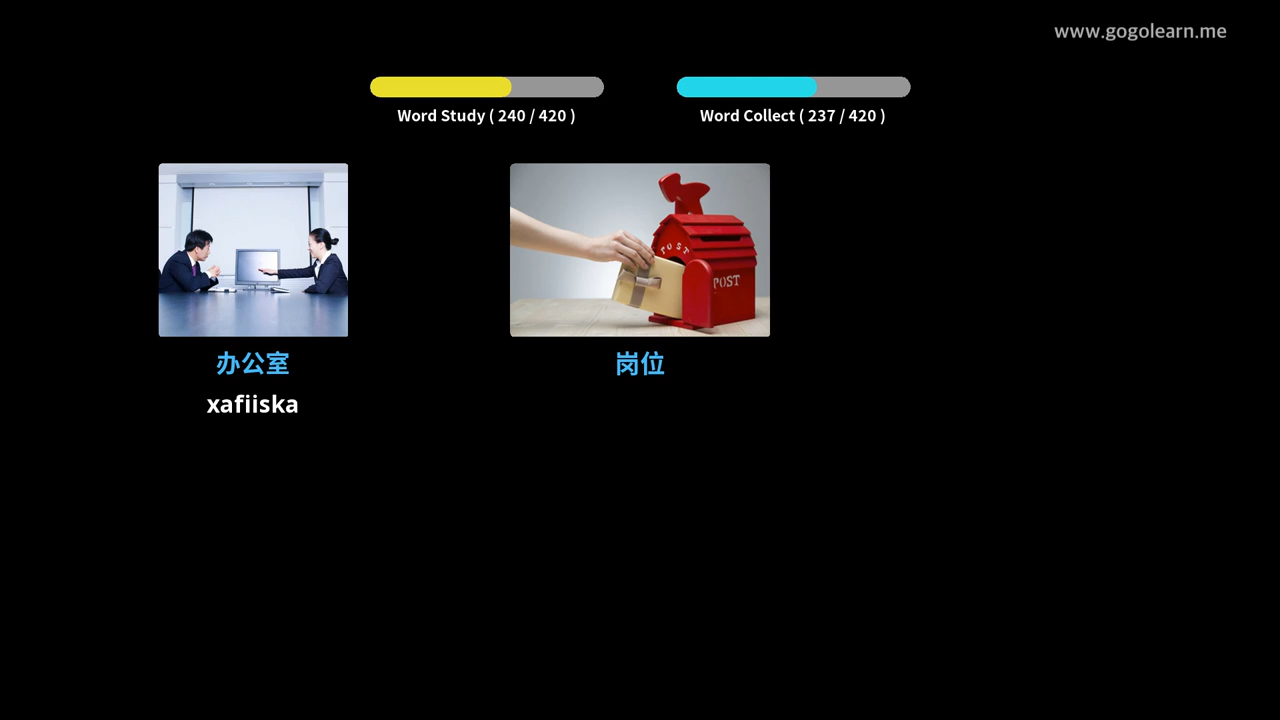 www.gogolearn.me
Word Study ( 240 / 420 )
Word Collect ( 237 / 420 )
POST
POST
办公室
岗位
xafiiska